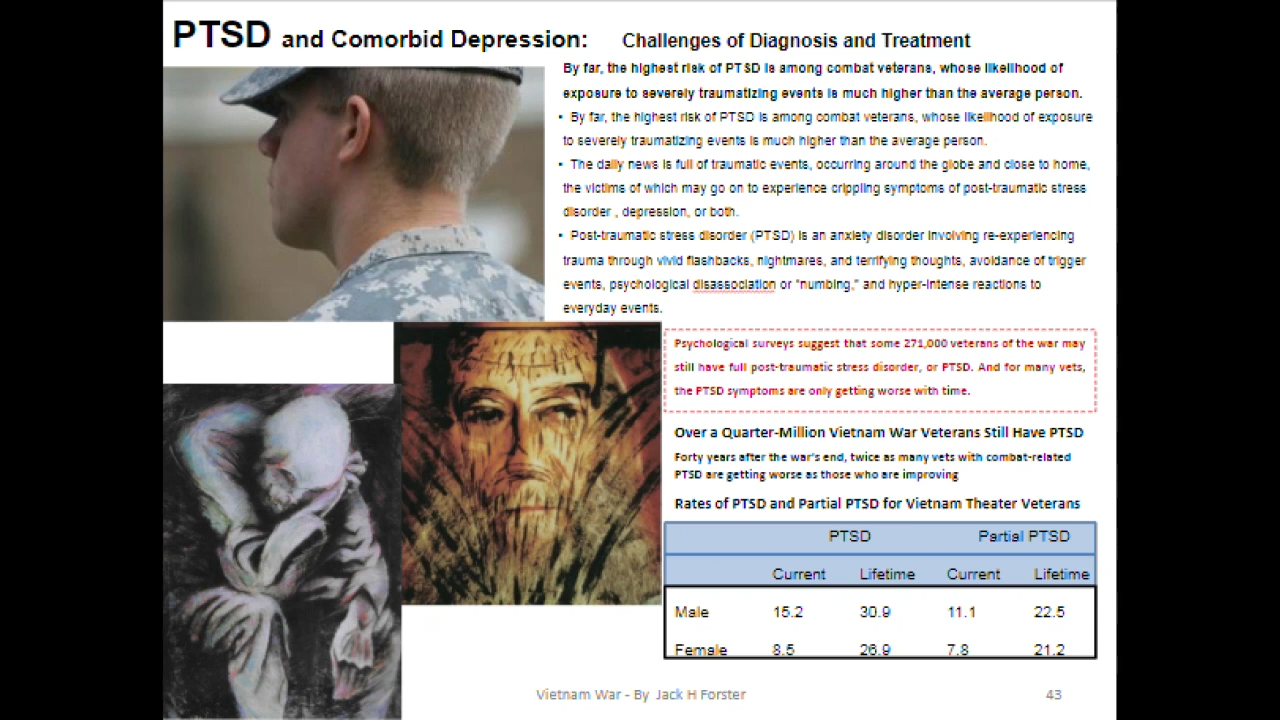 PTSD and Comorbid Depression: Challenges of Diagnosis and Treatment
By far, the highest risk of PTSD is among combat veterans, whose likelihood of
exposure to severely traumatizing events is much higher than the average person.
• By far, the highest risk of PTSD is among combat veterans, whose likelihood of exposure
to severely traumatizing events is much higher than the average person.
• The daily news is full of traumatic events, occurring around the globe and close to home,
the victims of which may go on to experience crippling symptoms of post-traumatic stress
disorder , depression, or both.
• Post-traumatic stress disorder (PTSD) is an anxiety disorder involving re-experiencing
trauma through vivid flashbacks, nightmares, and terrifying thoughts, avoidance of trigger
events, psychological disassociation or "numbing," and hyper-intense reactions to
everyday events.
Psychological surveys suggest that some 271,000 veterans of the war may
still have full post-traumatic stress disorder, or PTSD. And for many vets,
the PTSD symptoms are only getting worse with time.
Over a Quarter-Million Vietnam War Veterans Still Have PTSD
Forty years after the war's end, twice as many vets with combat-related
PTSD are getting worse as those who are improving
Rates of PTSD and Partial PTSD for Vietnam Theater Veterans
PTSD Partial PTSD
Current Lifetime Current Lifetime
Male 15.2 30.9 11.1 22.5
Female 8.5 26.9 7.8 21.2
Vietnam War - By Jack H Forster 43